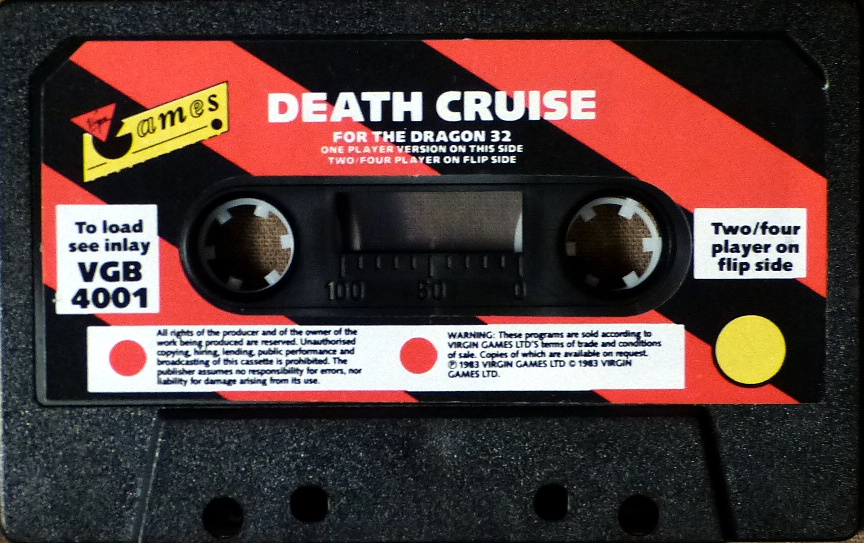 Virgin
Games
DEATH CRUISE
FOR THE DRAGON 32
ONE PLAYER VERSION ON THIS SIDE
TWO/FOUR PLAYER ON FLIP SIDE
To load
see inlay
VGB
4001
Two/four
player on
flip side
100 50 0
All rights of the producer and of the owner of the
work being produced are reserved. Unauthorised
copying, hiring, lending, public performance and
broadcasting of this cassette is prohibited. The
publisher assumes no responsibility for errors, nor
liability for damage arising from its use.
WARNING: These programs are sold according to
VIRGIN GAMES LTD'S terms of trade and conditions
of sale. Copies of which are available on request.
Ⓟ 1983 VIRGIN GAMES LTD © 1983 VIRGIN
GAMES LTD.